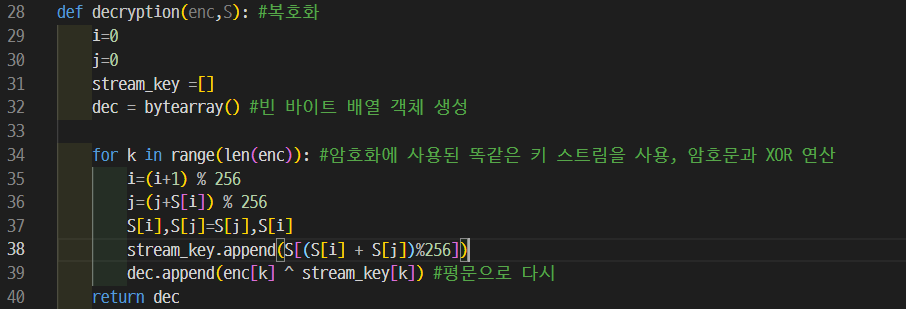 28 def decryption(enc,S): #복호화
29     i=0
30     j=0
31     stream_key =[]
32     dec = bytearray() #빈 바이트 배열 객체 생성
33
34     for k in range(len(enc)): #암호화에 사용된 똑같은 키 스트림을 사용, 암호문과 XOR 연산
35         i=(i+1) % 256
36         j=(j+S[i]) % 256
37         S[i],S[j]=S[j],S[i]
38         stream_key.append(S[(S[i] + S[j])%256])
39         dec.append(enc[k] ^ stream_key[k]) #평문으로 다시
40     return dec